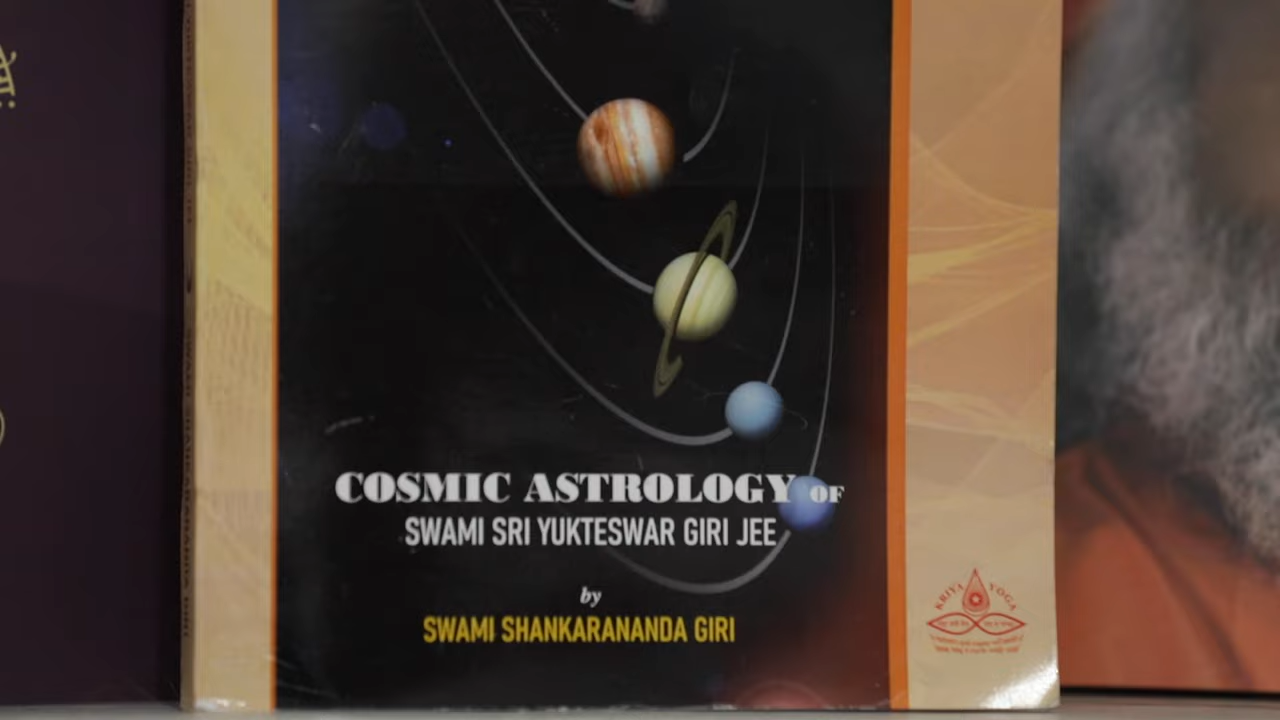 COSMIC ASTROLOGY OF
SWAMI SRI YUKTESWAR GIRI JEE
by
SWAMI SHANKARANANDA GIRI
KRIYA YOGA